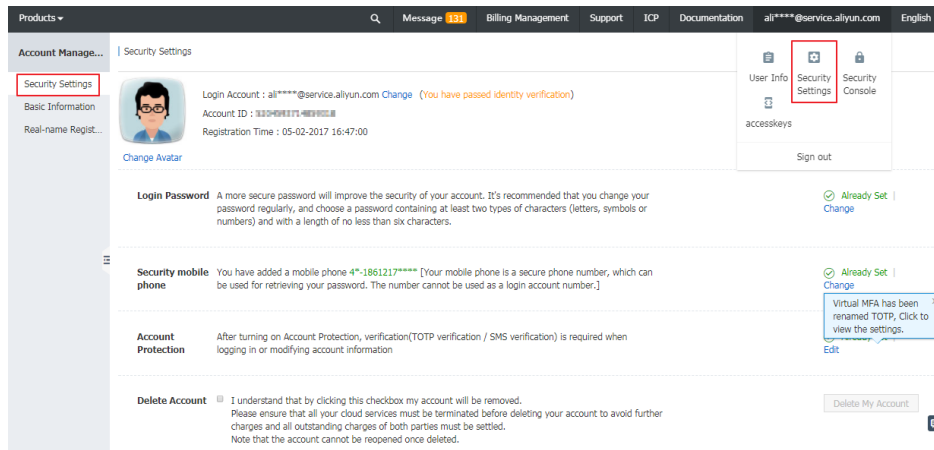 Products
Message 131
Billing Management
Support
ICP
Documentation
ali****@service.aliyun.com
English
Account Manage...
Security Settings
Basic Information
Real-name Regist...
Security Settings
Login Account : ali****@service.aliyun.com Change (You have passed identity verification)
Account ID :
Registration Time : 05-02-2017 16:47:00
Change Avatar
User Info
Security
Settings
Security
Console
accesskeys
Sign out
Login Password
A more secure password will improve the security of your account. It's recommended that you change your
password regularly, and choose a password containing at least two types of characters (letters, symbols or
numbers) and with a length of no less than six characters.
Already Set
Change
Security mobile
phone
You have added a mobile phone 4*-1861217**** [Your mobile phone is a secure phone number, which can
be used for retrieving your password. The number cannot be used as a login account number.]
Already Set
Change
Virtual MFA has been
renamed TOTP, Click to
view the settings.
Account
Protection
After turning on Account Protection, verification(TOTP verification / SMS verification) is required when
logging in or modifying account information
Edit
Delete Account
I understand that by clicking this checkbox my account will be removed.
Please ensure that all your cloud services must be terminated before deleting your account to avoid further
charges and all outstanding charges of both parties must be settled.
Note that the account cannot be reopened once deleted.
Delete My Account